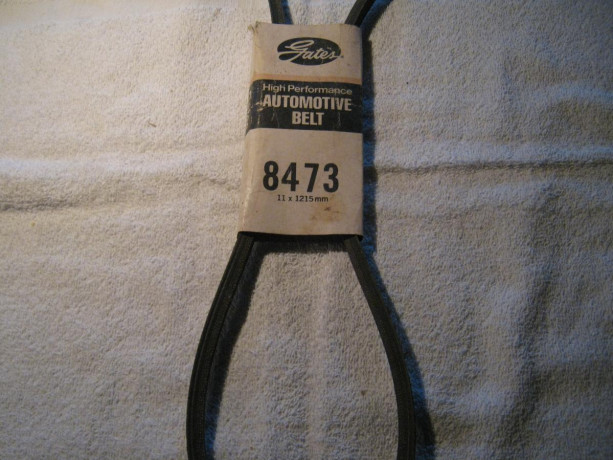 Gates
High Performance
AUTOMOTIVE
BELT
8473
11 x 1215mm